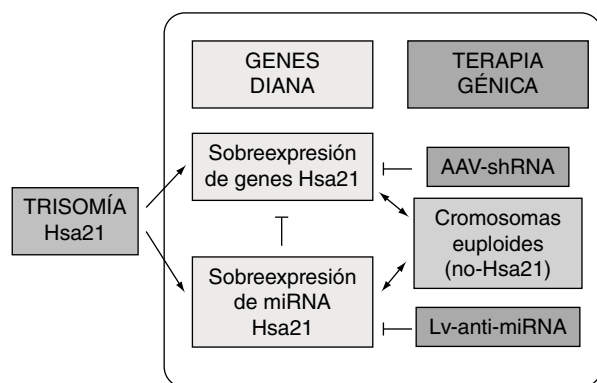 GENES
DIANA
TERAPIA
GÉNICA
Sobreexpresión
de genes Hsa21
AAV-shRNA
TRISOMÍA
Hsa21
Cromosomas
euploides
(no-Hsa21)
Sobreexpresión
de miRNA
Hsa21
Lv-anti-miRNA